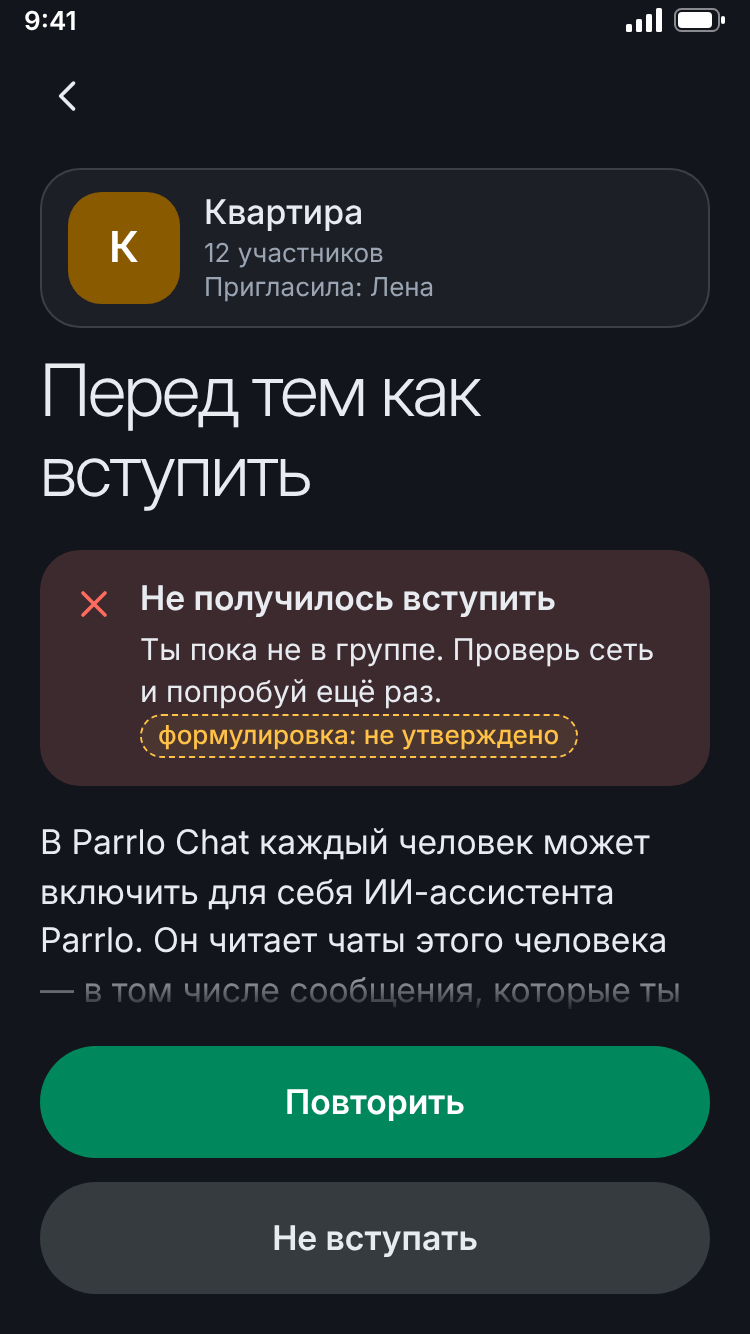 9:41
К
Квартира
12 участников
Пригласила: Лена
Перед тем как
вступить
Не получилось вступить
Ты пока не в группе. Проверь сеть
и попробуй ещё раз.
формулировка: не утверждено
В Parrlo Chat каждый человек может
включить для себя ИИ-ассистента
Parrlo. Он читает чаты этого человека
— в том числе сообщения, которые ты
Повторить
Не вступать